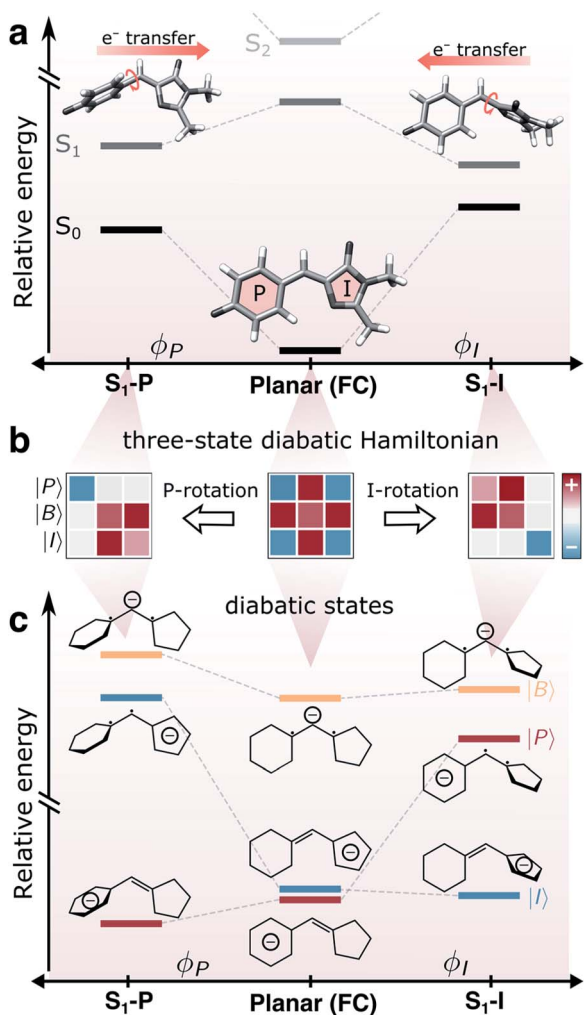 a
e⁻ transfer
S₂
e⁻ transfer
S₁
S₀
Relative energy
P
I
ϕP
ϕI
S₁-P
Planar (FC)
S₁-I
b
three-state diabatic Hamiltonian
|P⟩
|B⟩
|I⟩
P-rotation
I-rotation
+
−
diabatic states
c
Relative energy
−
−
−
|B⟩
−
|P⟩
−
−
−
|I⟩
−
−
ϕP
ϕI
S₁-P
Planar (FC)
S₁-I